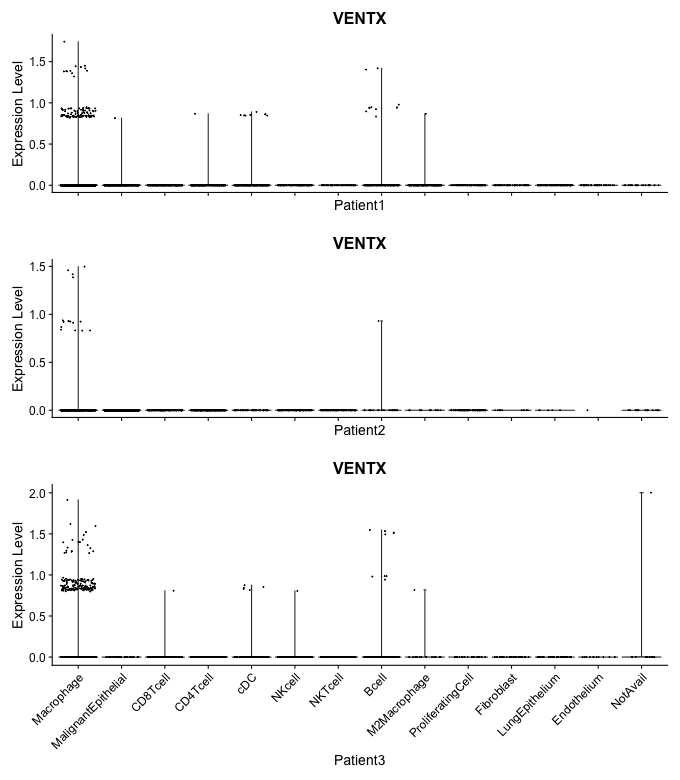 VENTX
Expression Level
1.5
1.0
0.5
0.0
Patient1
VENTX
Expression Level
1.5
1.0
0.5
0.0
Patient2
VENTX
Expression Level
2.0
1.5
1.0
0.5
0.0
Macrophage
MalignantEpithelial
CD8Tcell
CD4Tcell
cDC
NKcell
NKTcell
Bcell
M2Macrophage
ProliferatingCell
Fibroblast
LungEpithelium
Endothelium
NotAvail
Patient3